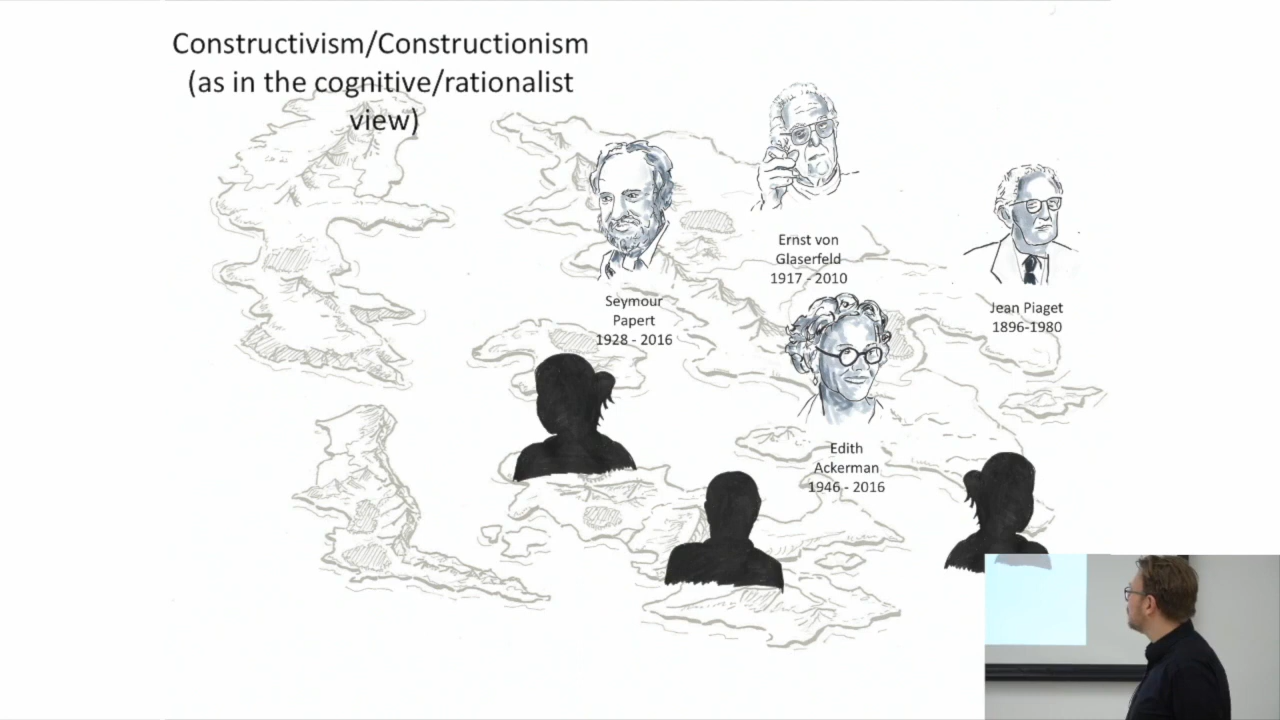 Constructivism/Constructionism
(as in the cognitive/rationalist
view)
Ernst von
Glaserfeld
1917 - 2010
Seymour
Papert
1928 - 2016
Jean Piaget
1896-1980
Edith
Ackerman
1946 - 2016